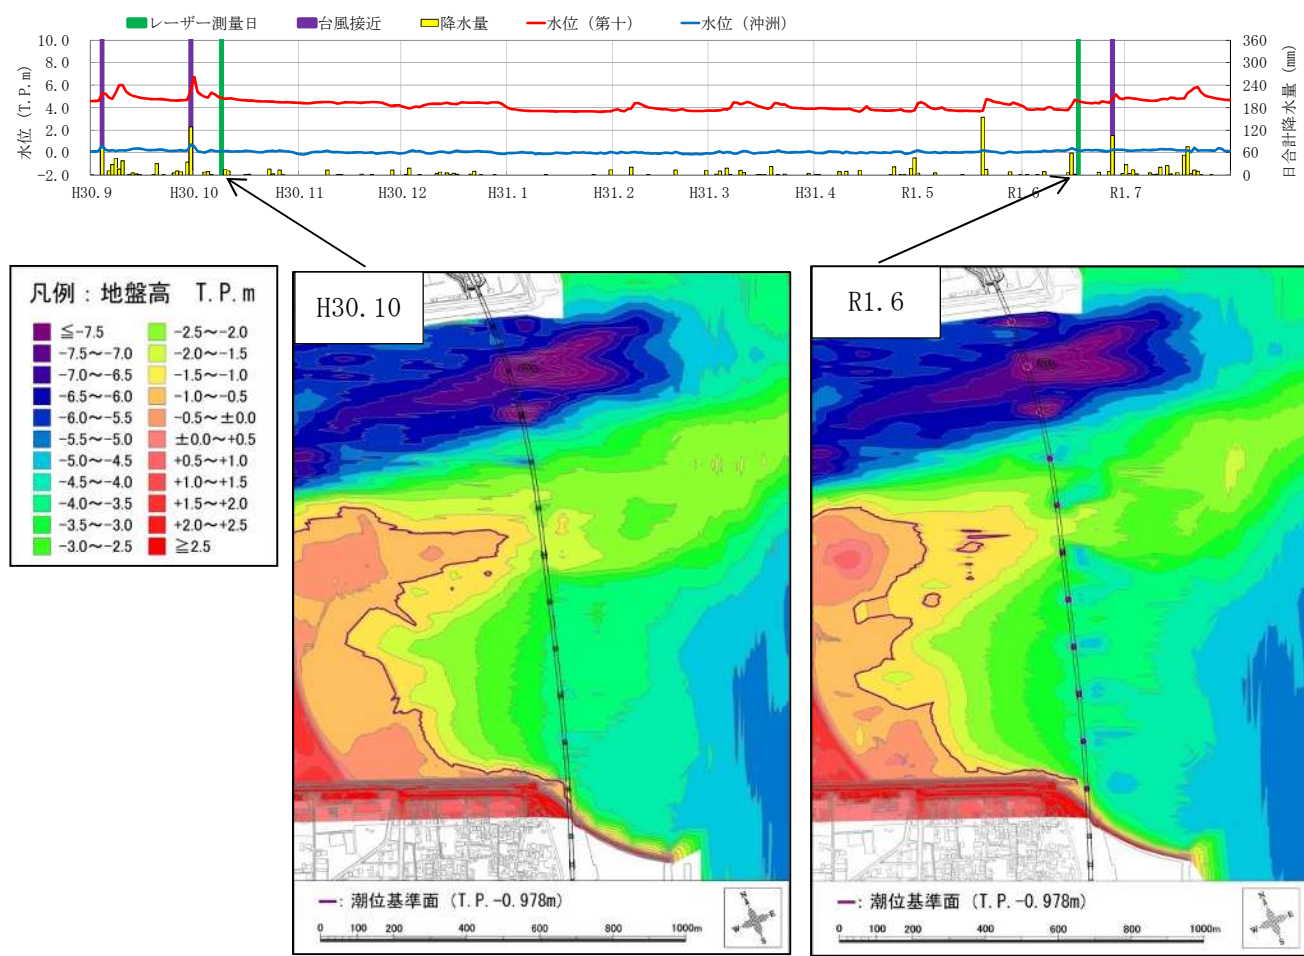 レーザー測量日 台風接近 降水量 水位（第十） 水位（沖洲）
水位 (T.P.m)
10.0
8.0
6.0
4.0
2.0
0.0
-2.0
日合計降水量 (mm)
360
300
240
180
120
60
0
H30.9 H30.10 H30.11 H30.12 H31.1 H31.2 H31.3 H31.4 R1.5 R1.6 R1.7
凡例：地盤高 T.P.m
≦-7.5 -2.5～-2.0
-7.5～-7.0 -2.0～-1.5
-7.0～-6.5 -1.5～-1.0
-6.5～-6.0 -1.0～-0.5
-6.0～-5.5 -0.5～±0.0
-5.5～-5.0 ±0.0～+0.5
-5.0～-4.5 +0.5～+1.0
-4.5～-4.0 +1.0～+1.5
-4.0～-3.5 +1.5～+2.0
-3.5～-3.0 +2.0～+2.5
-3.0～-2.5 ≧2.5
H30.10
━：潮位基準面 (T.P.-0.978m)
0 100 200 400 600 800 1000m
N
E
W
S
R1.6
━：潮位基準面 (T.P.-0.978m)
0 100 200 400 600 800 1000m
N
E
W
S